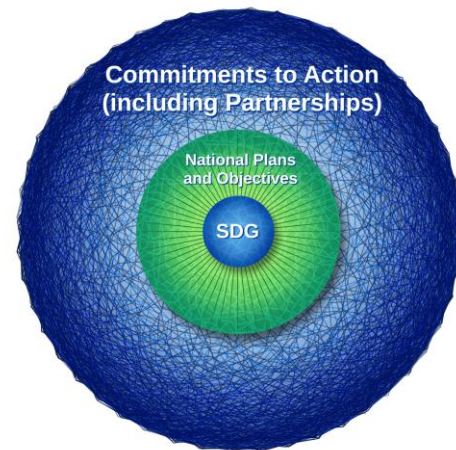 Commitments to Action
(including Partnerships)
National Plans
and Objectives
SDG